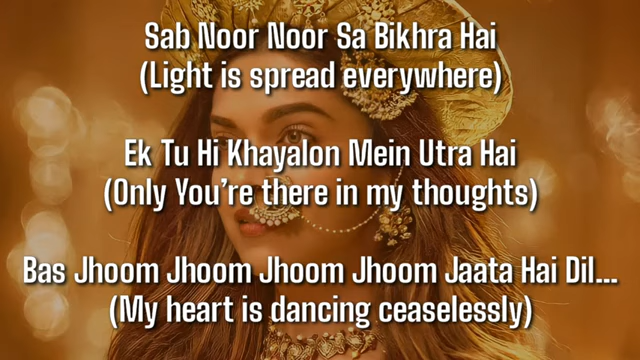 Sab Noor Noor Sa Bikhra Hai
(Light is spread everywhere)
Ek Tu Hi Khayalon Mein Utra Hai
(Only You're there in my thoughts)
Bas Jhoom Jhoom Jhoom Jhoom Jaata Hai Dil...
(My heart is dancing ceaselessly)